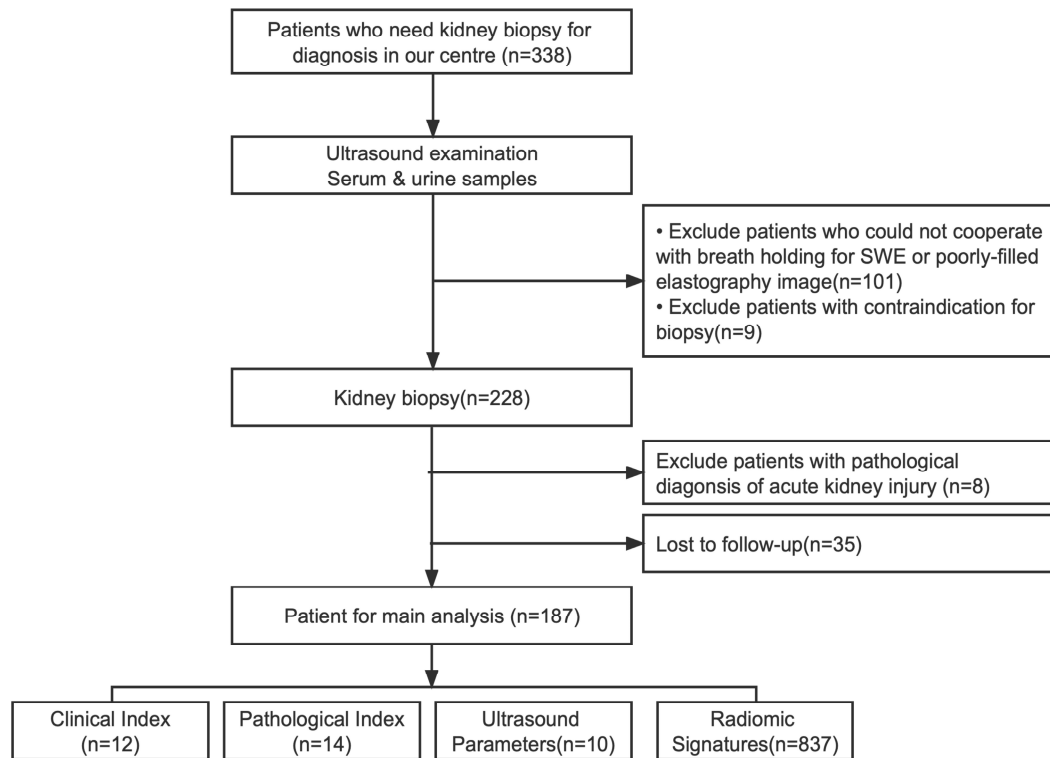 Patients who need kidney biopsy for
diagnosis in our centre (n=338)
Ultrasound examination
Serum & urine samples
• Exclude patients who could not cooperate
with breath holding for SWE or poorly-filled
elastography image(n=101)
• Exclude patients with contraindication for
biopsy(n=9)
Kidney biopsy(n=228)
Exclude patients with pathological
diagonsis of acute kidney injury (n=8)
Lost to follow-up(n=35)
Patient for main analysis (n=187)
Clinical Index
(n=12)
Pathological Index
(n=14)
Ultrasound
Parameters(n=10)
Radiomic
Signatures(n=837)